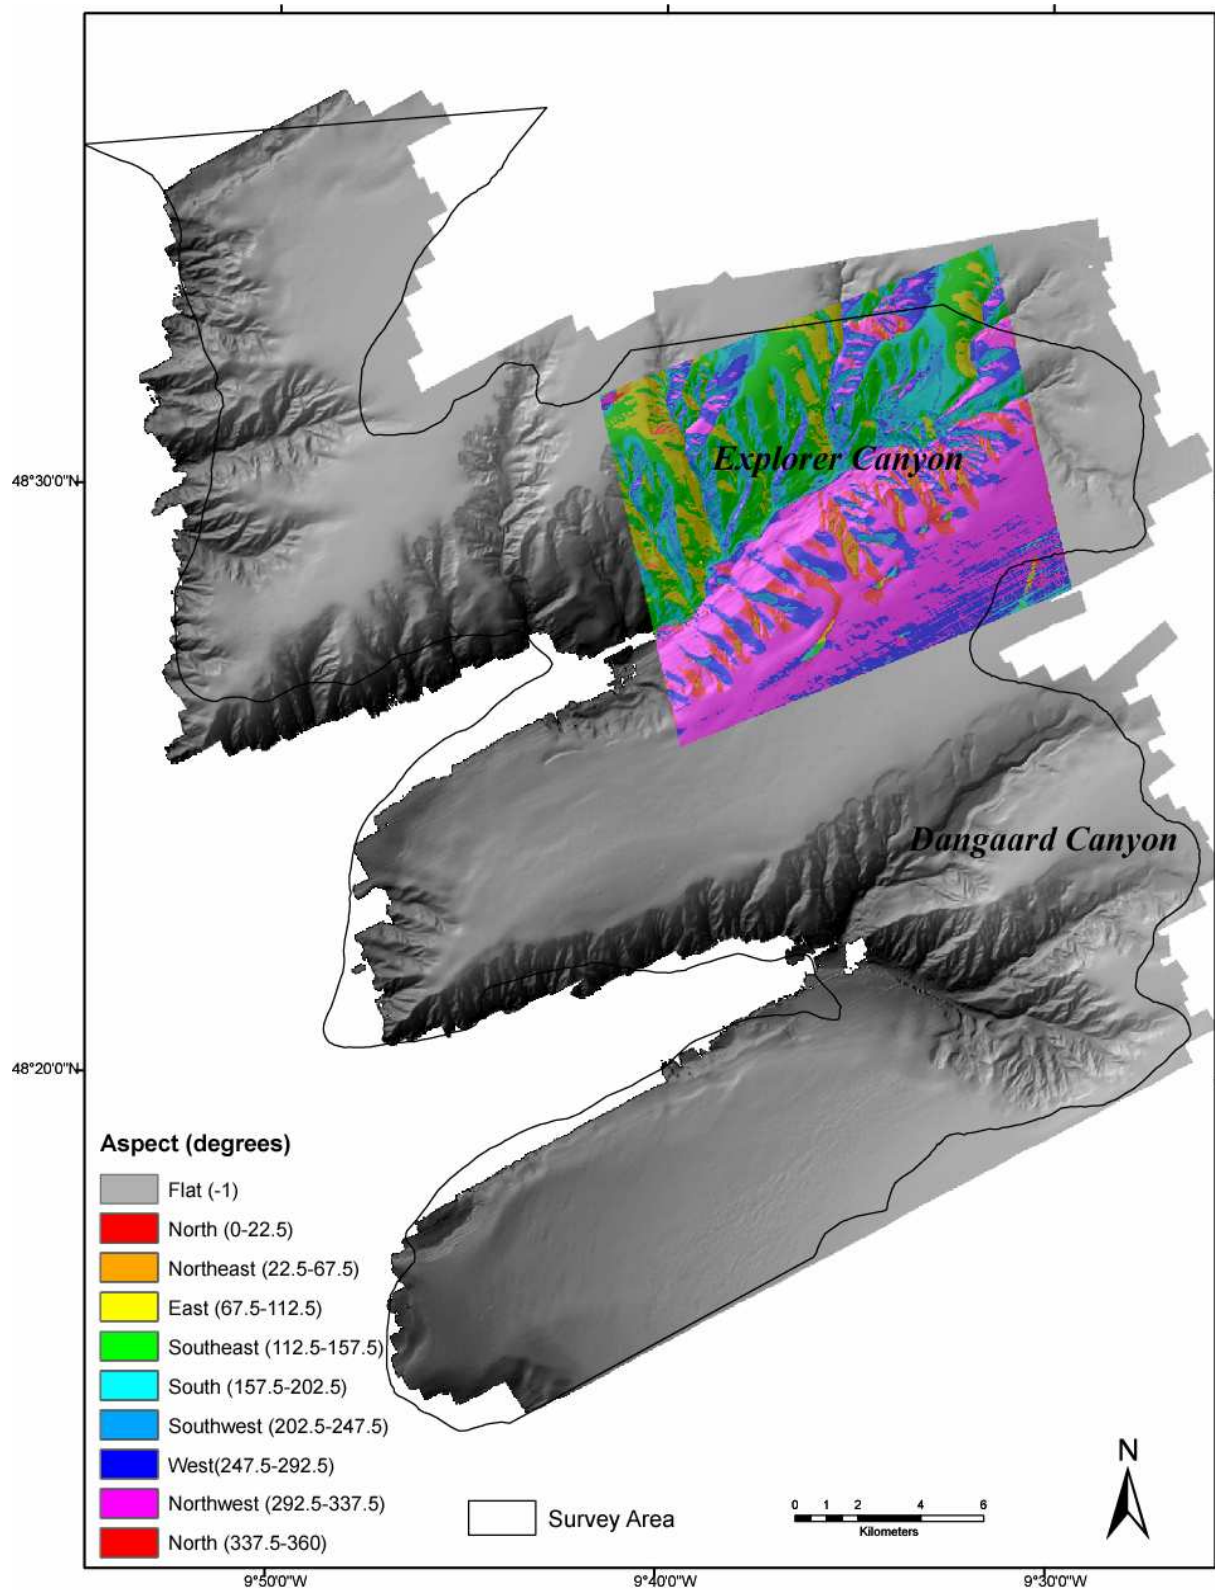 Explorer Canyon
48°30'0"N
Dangaard Canyon
48°20'0"N
Aspect (degrees)
Flat (-1)
North (0-22.5)
Northeast (22.5-67.5)
East (67.5-112.5)
Southeast (112.5-157.5)
South (157.5-202.5)
Southwest (202.5-247.5)
West(247.5-292.5)
Northwest (292.5-337.5)
North (337.5-360)
Survey Area
0 1 2 4 6
Kilometers
N
9°50'0"W 9°40'0"W 9°30'0"W